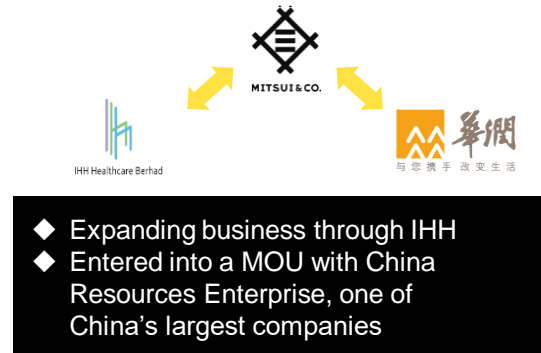 MITSUI & CO.
IHH Healthcare Berhad
華潤
与您携手 改变生活
◆ Expanding business through IHH
◆ Entered into a MOU with China
Resources Enterprise, one of
China's largest companies